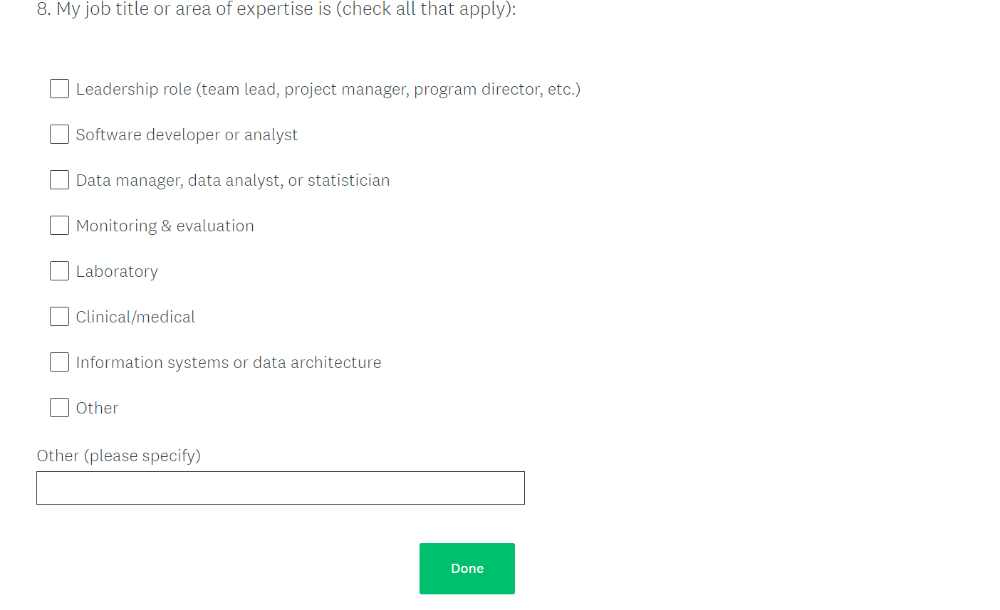 8. My job title or area of expertise is (check all that apply):
Leadership role (team lead, project manager, program director, etc.)
Software developer or analyst
Data manager, data analyst, or statistician
Monitoring & evaluation
Laboratory
Clinical/medical
Information systems or data architecture
Other
Other (please specify)
Done